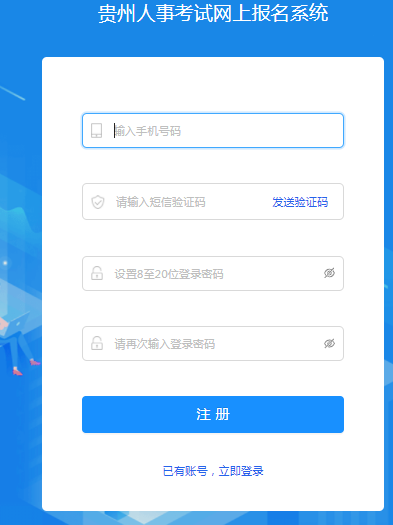 贵州人事考试网上报名系统
输入手机号码
请输入短信验证码 发送验证码
设置8至20位登录密码
请再次输入登录密码
注 册
已有账号，立即登录